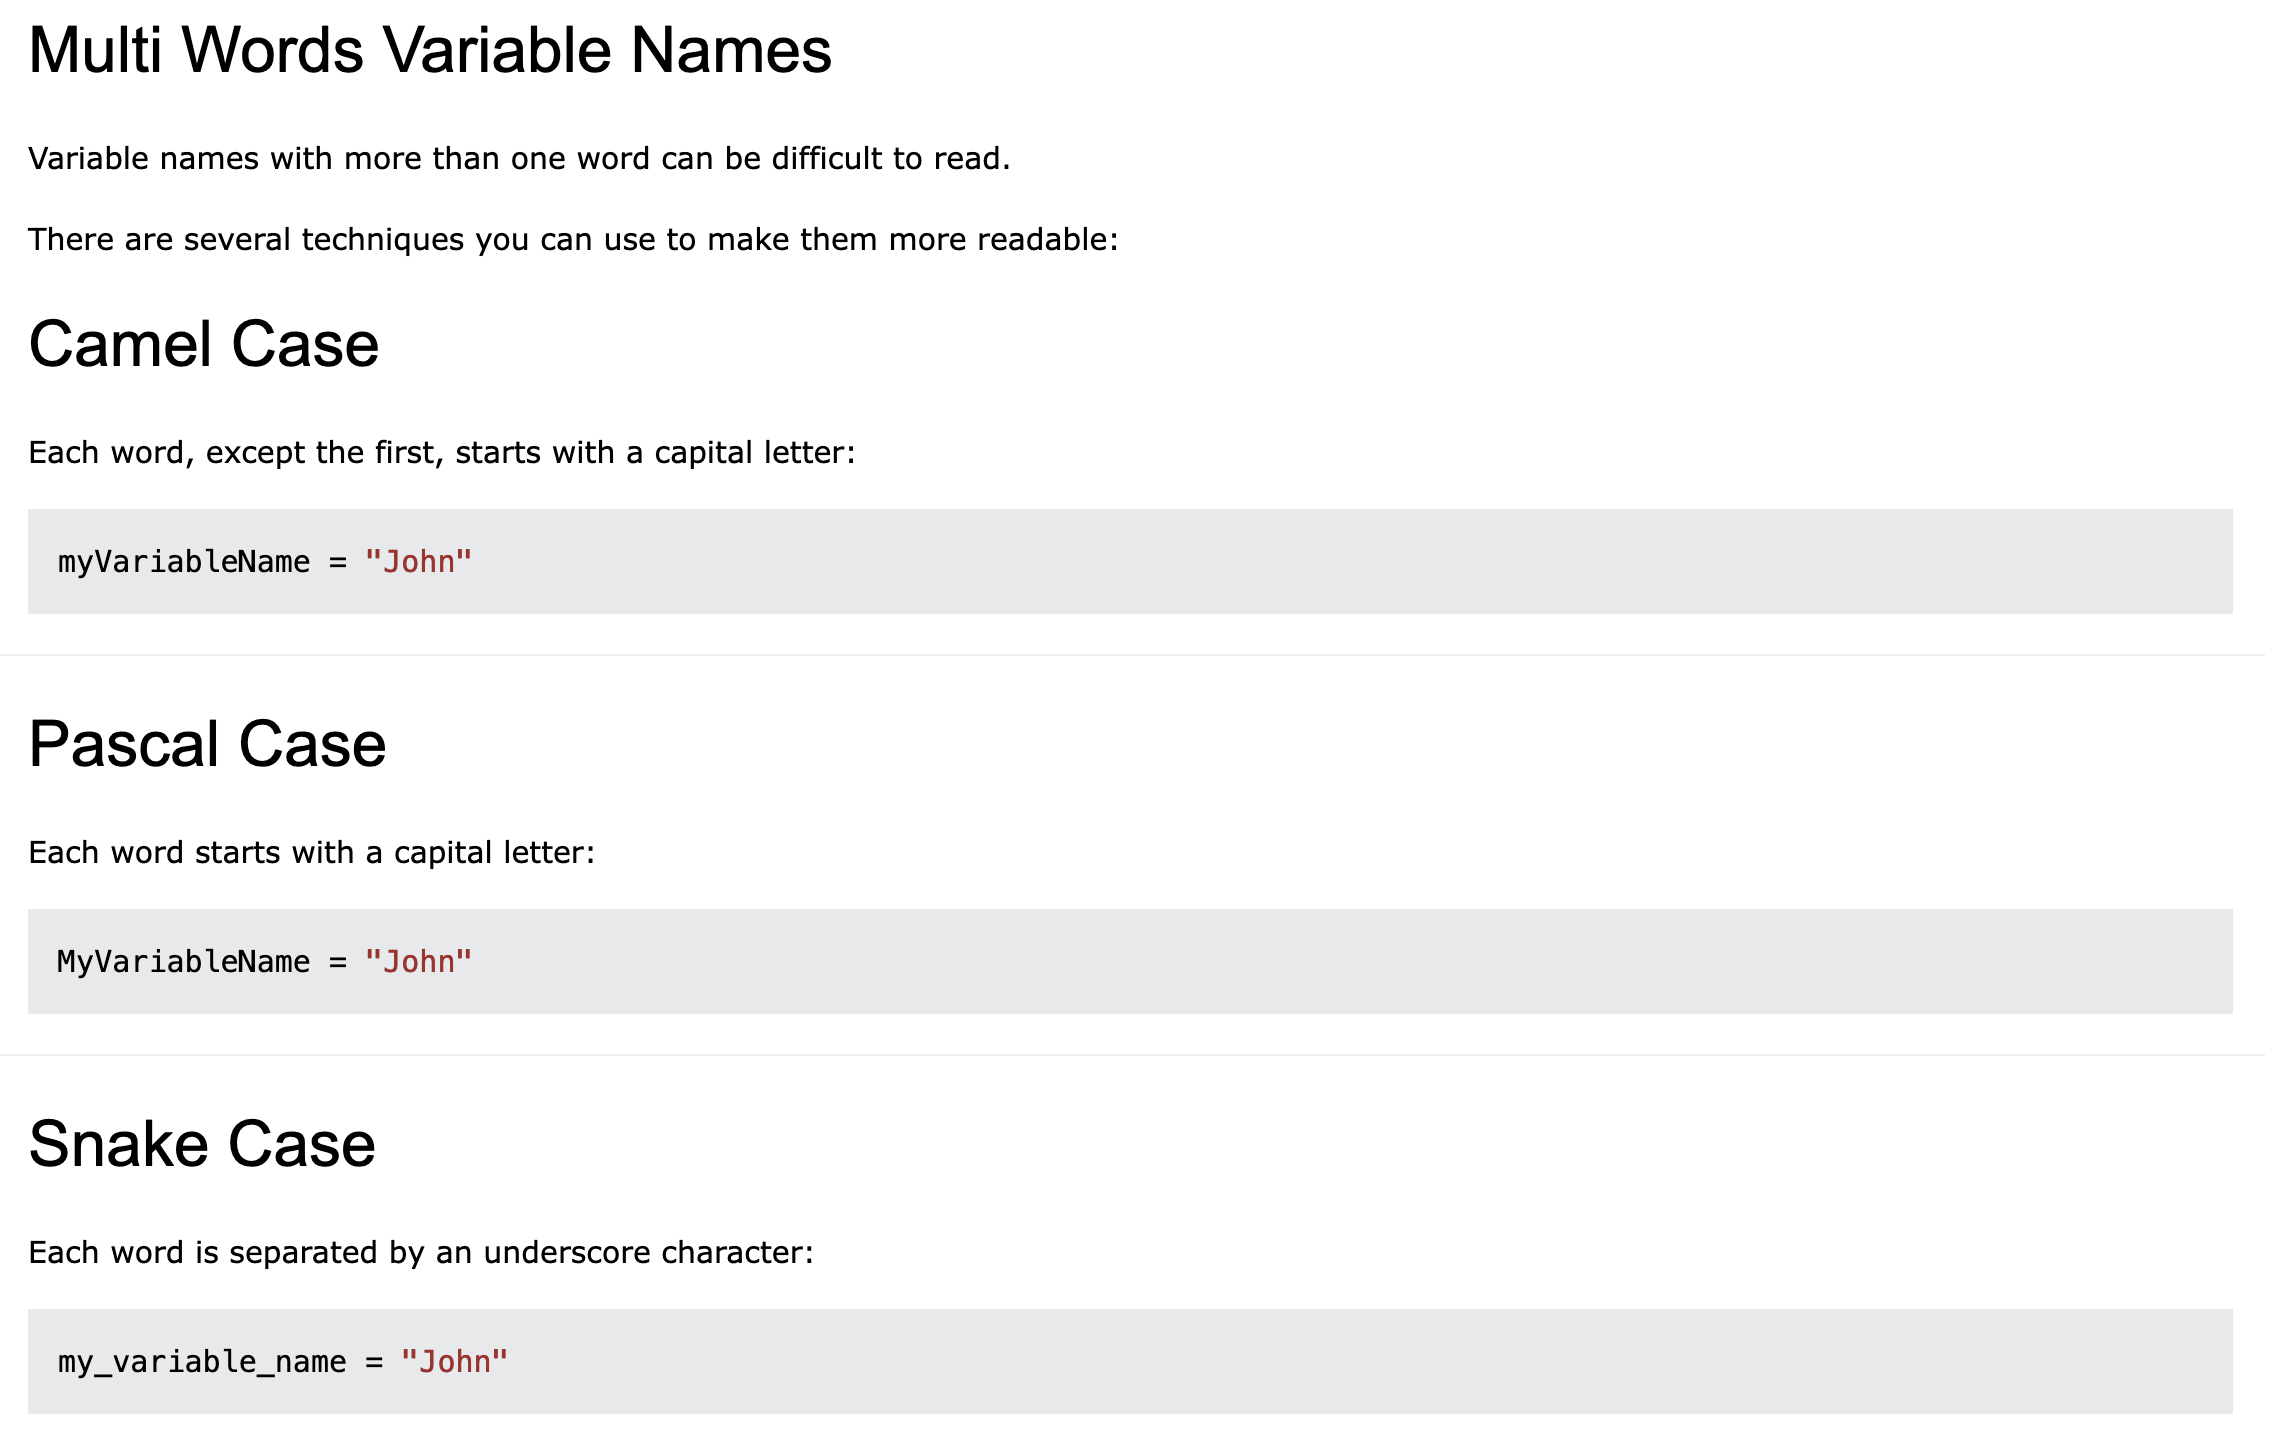 Multi Words Variable Names
Variable names with more than one word can be difficult to read.
There are several techniques you can use to make them more readable:
Camel Case
Each word, except the first, starts with a capital letter:
myVariableName = "John"
Pascal Case
Each word starts with a capital letter:
MyVariableName = "John"
Snake Case
Each word is separated by an underscore character:
my_variable_name = "John"